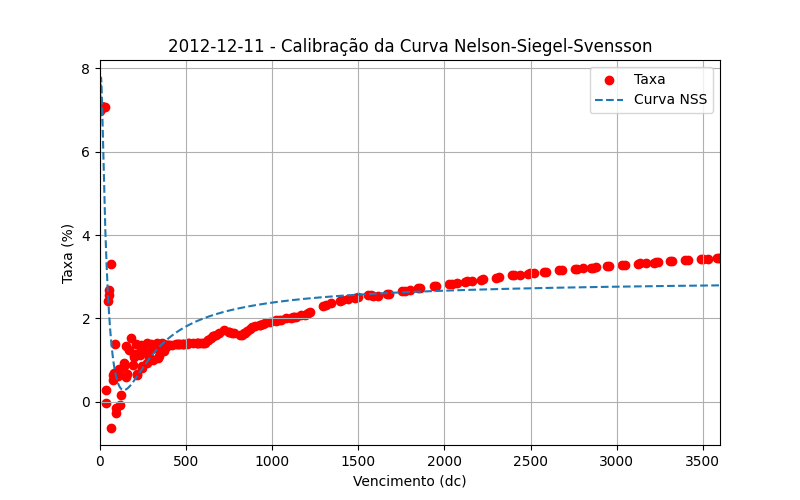 2012-12-11 - Calibração da Curva Nelson-Siegel-Svensson
Taxa
Curva NSS
Taxa (%)
8
6
4
2
0
0 500 1000 1500 2000 2500 3000 3500
Vencimento (dc)